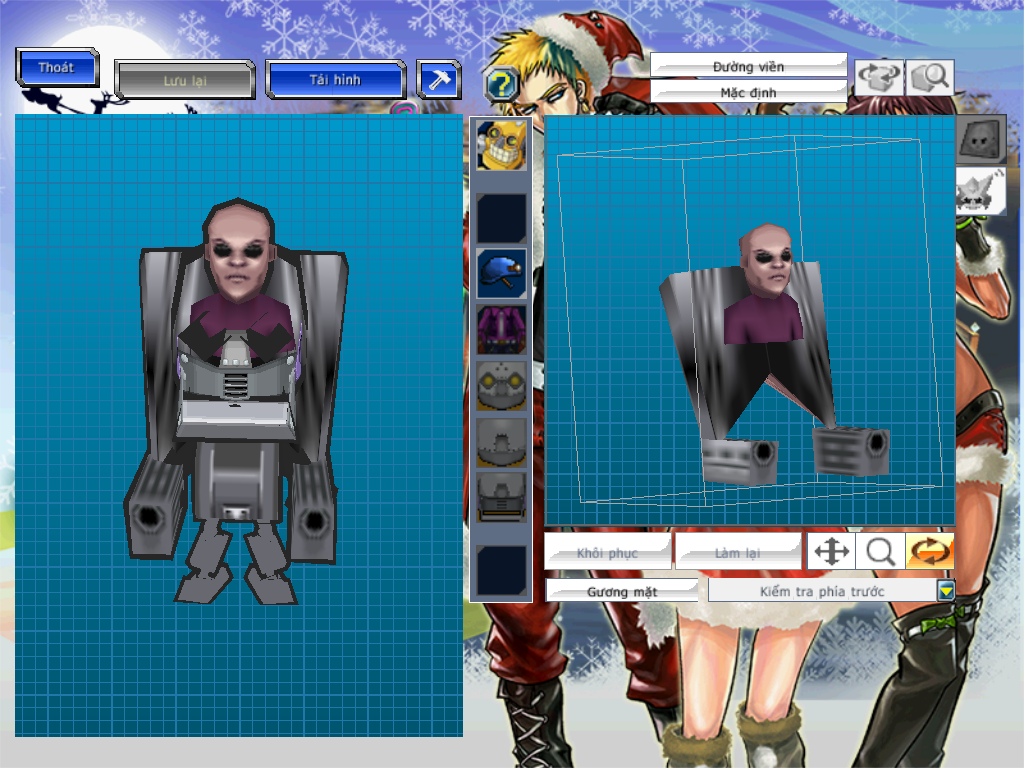 Thoát
Lưu lại
Tải hình
Đường viền
Mặc định
Khôi phục
Làm lại
Gương mặt
Kiểm tra phía trước